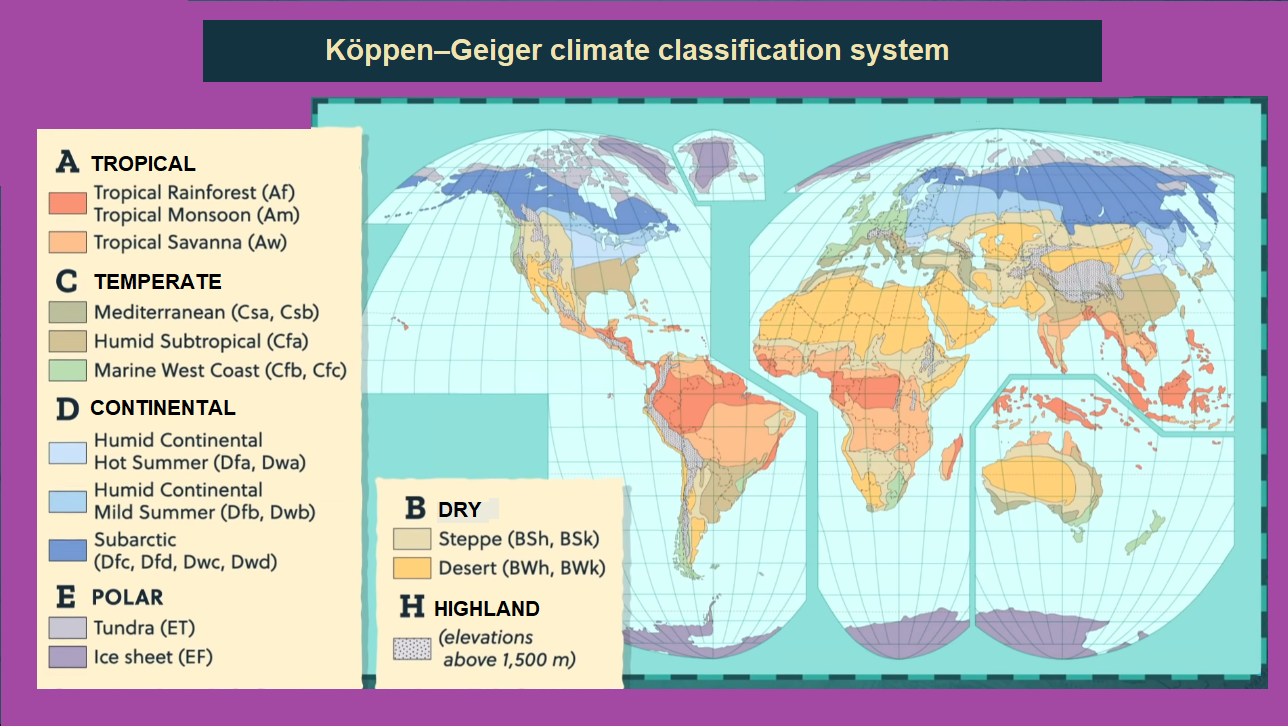 Köppen–Geiger climate classification system
A TROPICAL
Tropical Rainforest (Af)
Tropical Monsoon (Am)
Tropical Savanna (Aw)
C TEMPERATE
Mediterranean (Csa, Csb)
Humid Subtropical (Cfa)
Marine West Coast (Cfb, Cfc)
D CONTINENTAL
Humid Continental
Hot Summer (Dfa, Dwa)
Humid Continental
Mild Summer (Dfb, Dwb)
Subarctic
(Dfc, Dfd, Dwc, Dwd)
E POLAR
Tundra (ET)
Ice sheet (EF)
B DRY
Steppe (BSh, BSk)
Desert (BWh, BWk)
H HIGHLAND
(elevations
above 1,500 m)